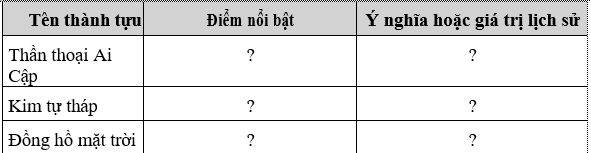 Tên thành tựu Điểm nổi bật Ý nghĩa hoặc giá trị lịch sử
Thần thoại Ai ? ?
Cập
Kim tự tháp ? ?
Đồng hồ mặt trời ? ?